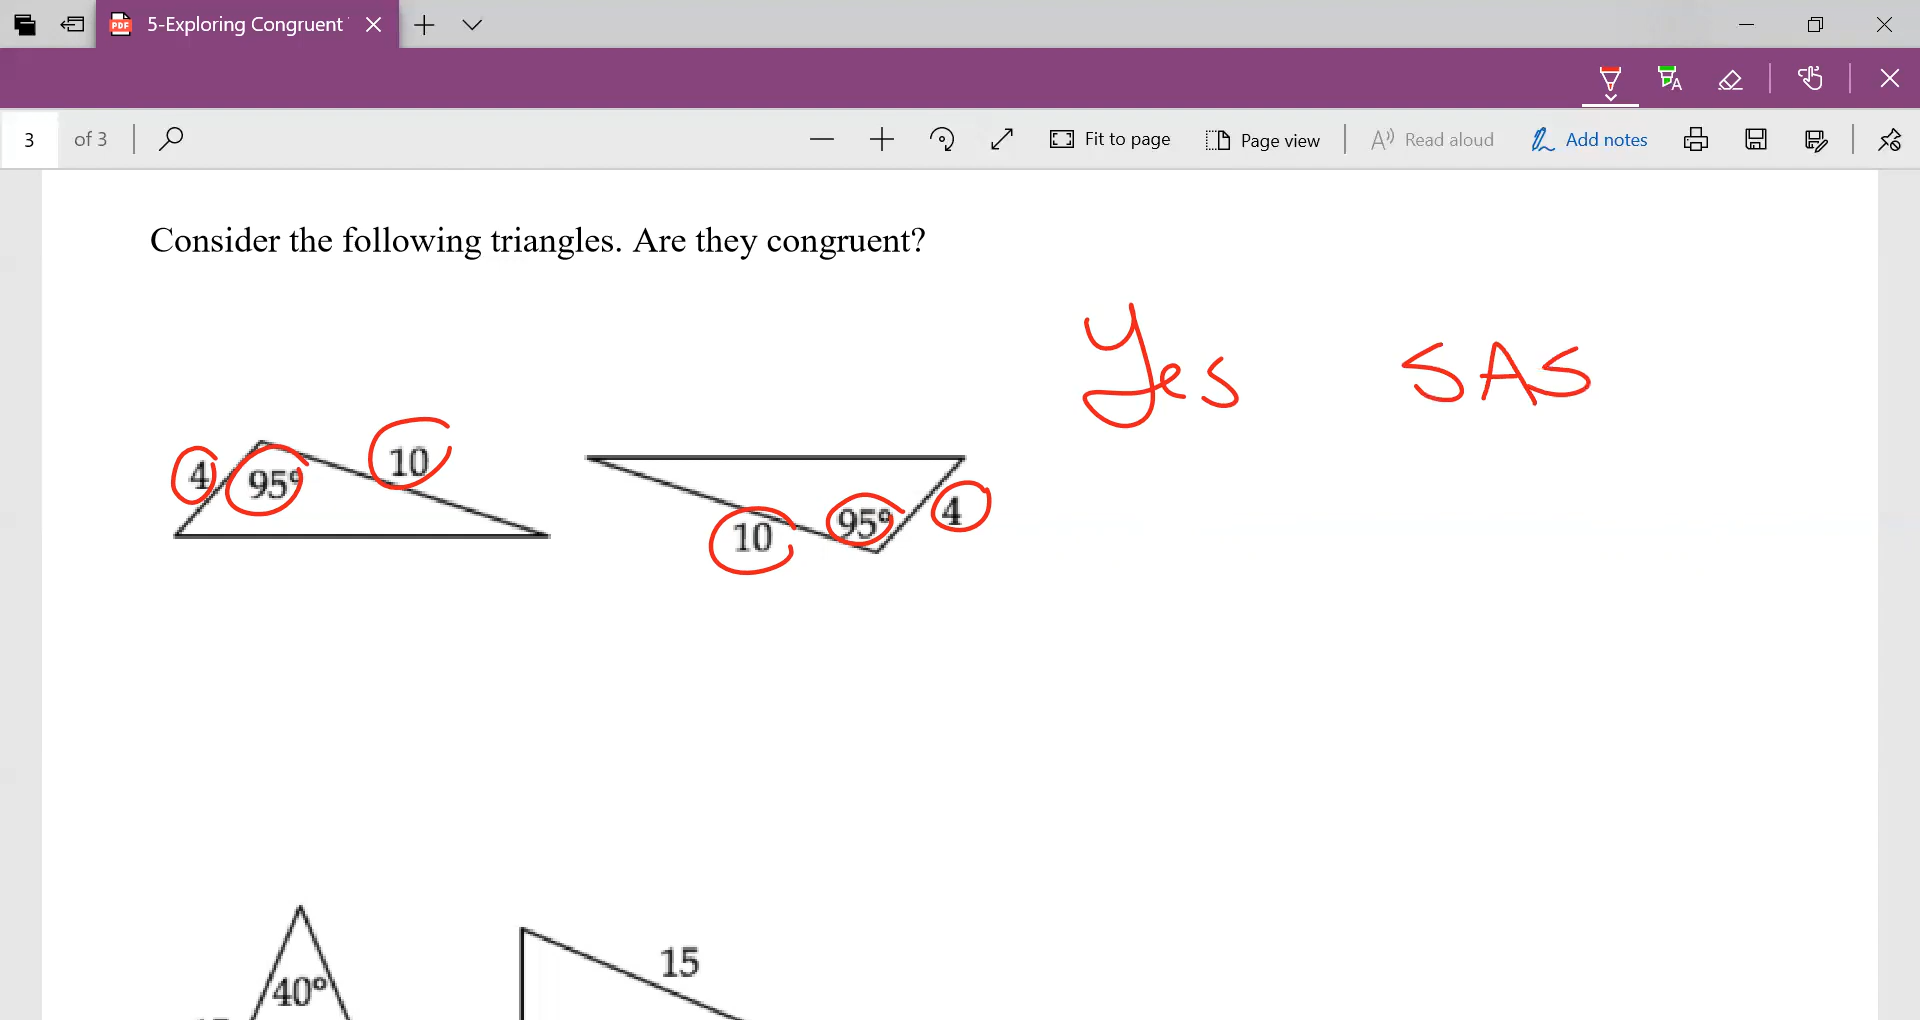 5-Exploring Congruent
3 of 3
Fit to page
Page view
Read aloud
Add notes
Consider the following triangles. Are they congruent?
Yes SAS
4 95° 10
10 95° 4
15
40°